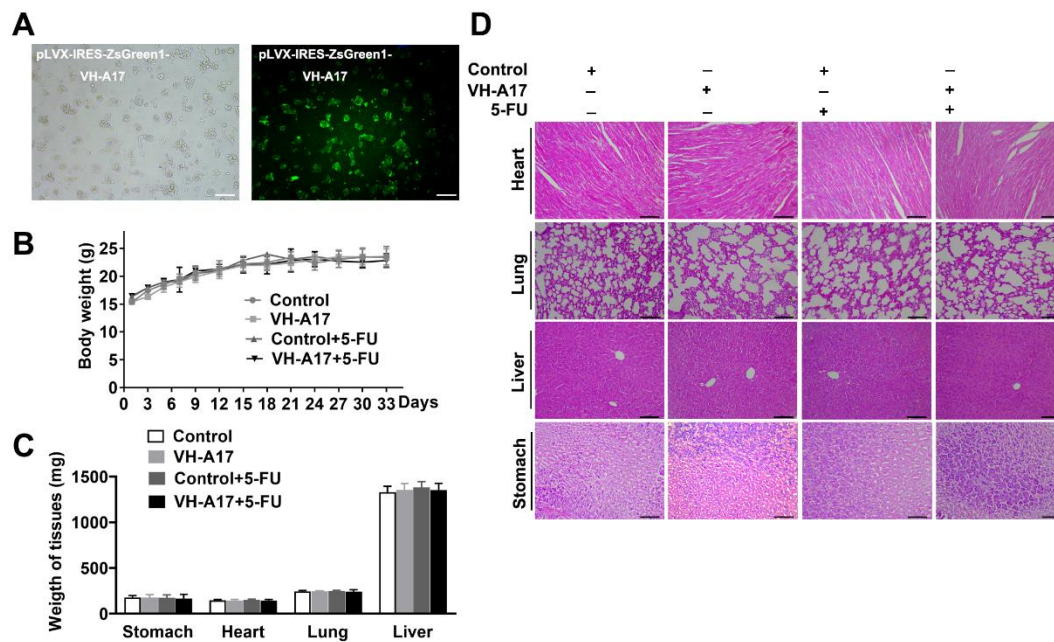 A
pLVX-IRES-ZsGreen1-
VH-A17
pLVX-IRES-ZsGreen1-
VH-A17
B
Body weight (g)
25
20
15
10
5
0
0 3 6 9 12 15 18 21 24 27 30 33 Days
Control
VH-A17
Control+5-FU
VH-A17+5-FU
C
Control
VH-A17
Control+5-FU
VH-A17+5-FU
Weigth of tissues (mg)
1500
1000
500
0
Stomach Heart Lung Liver
D
Control + – + –
VH-A17 – + – +
5-FU – – + +
Heart
Lung
Liver
Stomach